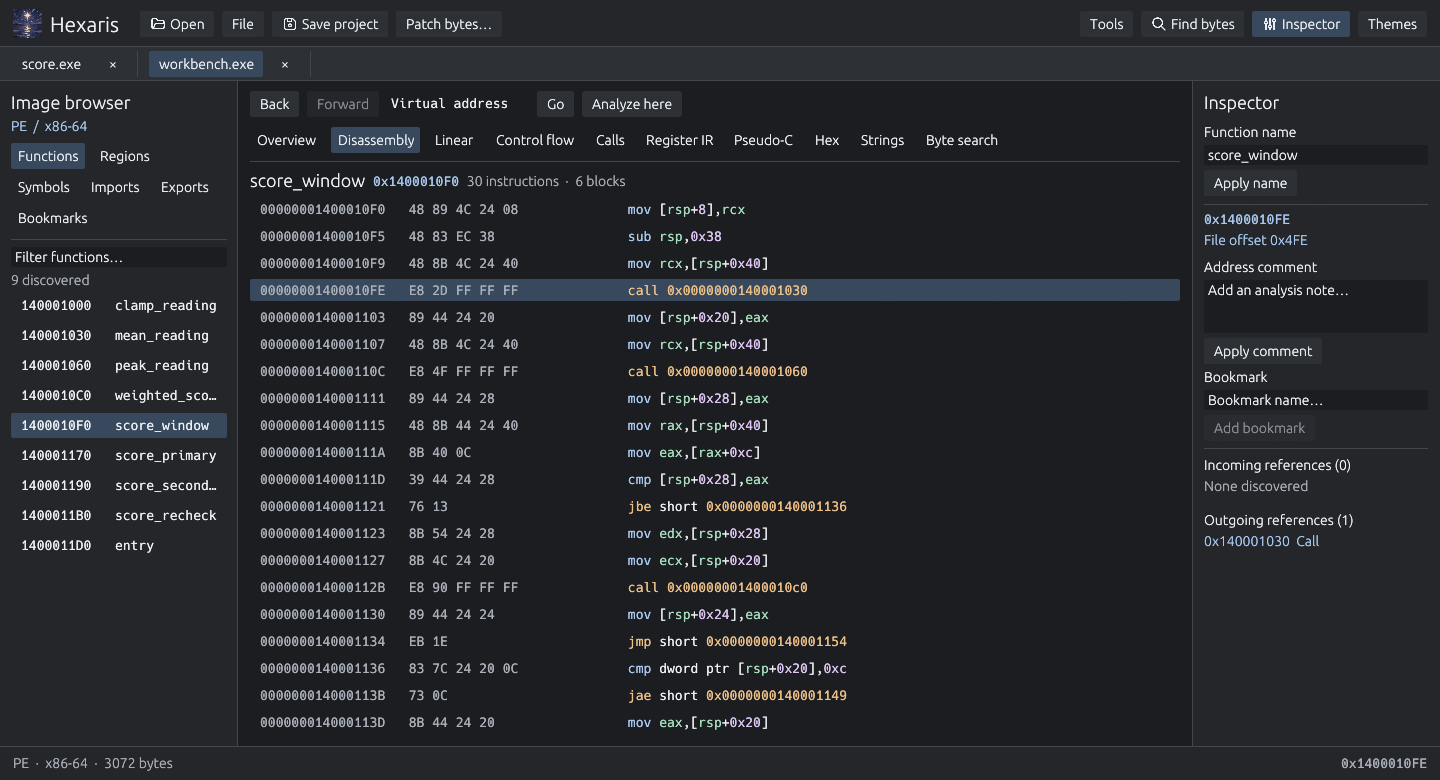 Hexaris Open File Save project Patch bytes… Tools Find bytes Inspector Themes
score.exe × workbench.exe ×
Image browser
PE / x86-64
Functions Regions
Symbols Imports Exports
Bookmarks
Filter functions…
9 discovered
140001000 clamp_reading
140001030 mean_reading
140001060 peak_reading
1400010C0 weighted_sco…
1400010F0 score_window
140001170 score_primary
140001190 score_second…
1400011B0 score_recheck
1400011D0 entry
Back Forward Virtual address Go Analyze here
Overview Disassembly Linear Control flow Calls Register IR Pseudo-C Hex Strings Byte search
score_window 0x1400010F0 30 instructions · 6 blocks
00000001400010F0 48 89 4C 24 08 mov [rsp+8],rcx
00000001400010F5 48 83 EC 38 sub rsp,0x38
00000001400010F9 48 8B 4C 24 40 mov rcx,[rsp+0x40]
00000001400010FE E8 2D FF FF FF call 0x0000000140001030
0000000140001103 89 44 24 20 mov [rsp+0x20],eax
0000000140001107 48 8B 4C 24 40 mov rcx,[rsp+0x40]
000000014000110C E8 4F FF FF FF call 0x0000000140001060
0000000140001111 89 44 24 28 mov [rsp+0x28],eax
0000000140001115 48 8B 44 24 40 mov rax,[rsp+0x40]
000000014000111A 8B 40 0C mov eax,[rax+0xc]
000000014000111D 39 44 24 28 cmp [rsp+0x28],eax
0000000140001121 76 13 jbe short 0x0000000140001136
0000000140001123 8B 54 24 28 mov edx,[rsp+0x28]
0000000140001127 8B 4C 24 20 mov ecx,[rsp+0x20]
000000014000112B E8 90 FF FF FF call 0x00000001400010c0
0000000140001130 89 44 24 24 mov [rsp+0x24],eax
0000000140001134 EB 1E jmp short 0x0000000140001154
0000000140001136 83 7C 24 20 0C cmp dword ptr [rsp+0x20],0xc
000000014000113B 73 0C jae short 0x0000000140001149
000000014000113D 8B 44 24 20 mov eax,[rsp+0x20]
Inspector
Function name
score_window
Apply name
0x1400010FE
File offset 0x4FE
Address comment
Add an analysis note…
Apply comment
Bookmark
Bookmark name…
Add bookmark
Incoming references (0)
None discovered
Outgoing references (1)
0x140001030 Call
PE · x86-64 · 3072 bytes 0x1400010FE